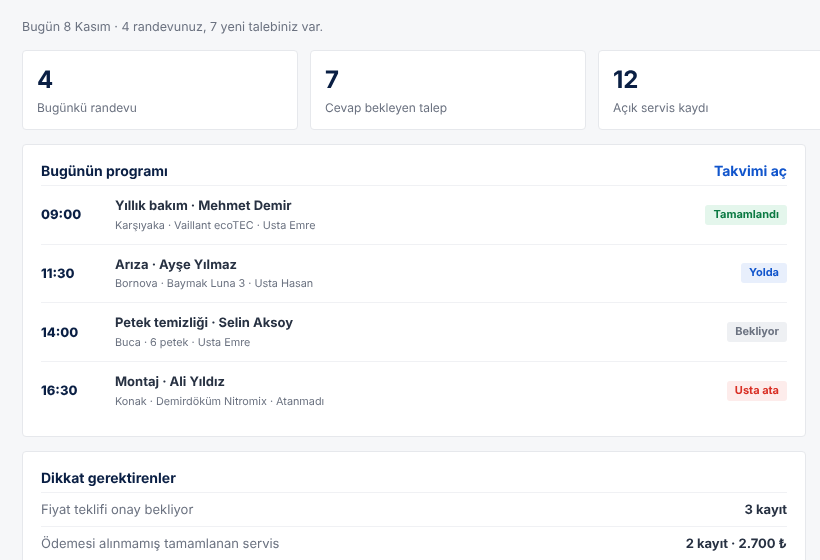 Bugün 8 Kasım · 4 randevunuz, 7 yeni talebiniz var.
4
Bugünkü randevu
7
Cevap bekleyen talep
12
Açık servis kaydı
Bugünün programı
Takvimi aç
09:00
Yıllık bakım · Mehmet Demir
Karşıyaka · Vaillant ecoTEC · Usta Emre
Tamamlandı
11:30
Arıza · Ayşe Yılmaz
Bornova · Baymak Luna 3 · Usta Hasan
Yolda
14:00
Petek temizliği · Selin Aksoy
Buca · 6 petek · Usta Emre
Bekliyor
16:30
Montaj · Ali Yıldız
Konak · Demirdöküm Nitromix · Atanmadı
Usta ata
Dikkat gerektirenler
Fiyat teklifi onay bekliyor
3 kayıt
Ödemesi alınmamış tamamlanan servis
2 kayıt · 2.700 ₺